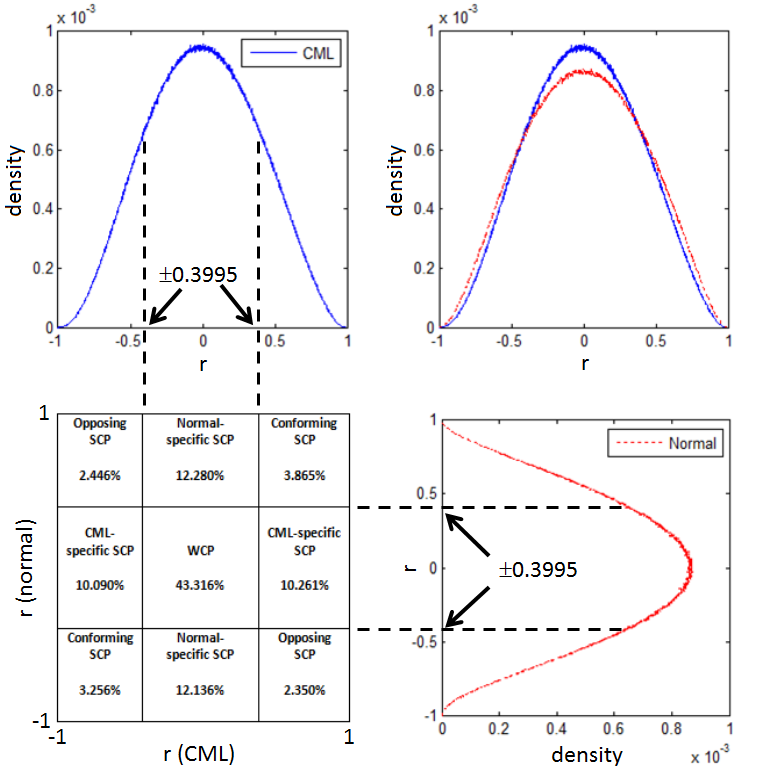 1 x 10⁻³
CML
0.8
0.6
0.4
0.2
0
density
-1 -0.5 0 0.5 1
r
±0.3995
1 x 10⁻³
0.8
0.6
0.4
0.2
0
density
-1 -0.5 0 0.5 1
r
1
Opposing
SCP
2.446%
Normal-
specific SCP
12.280%
Conforming
SCP
3.865%
CML-
specific SCP
10.090%
WCP
43.316%
CML-specific
SCP
10.261%
Conforming
SCP
3.256%
Normal-
specific SCP
12.136%
Opposing
SCP
2.350%
r (normal)
-1
-1 1
r (CML)
1
Normal
0.5
0
-0.5
-1
r
±0.3995
0 0.2 0.4 0.6 0.8 1
density x 10⁻³